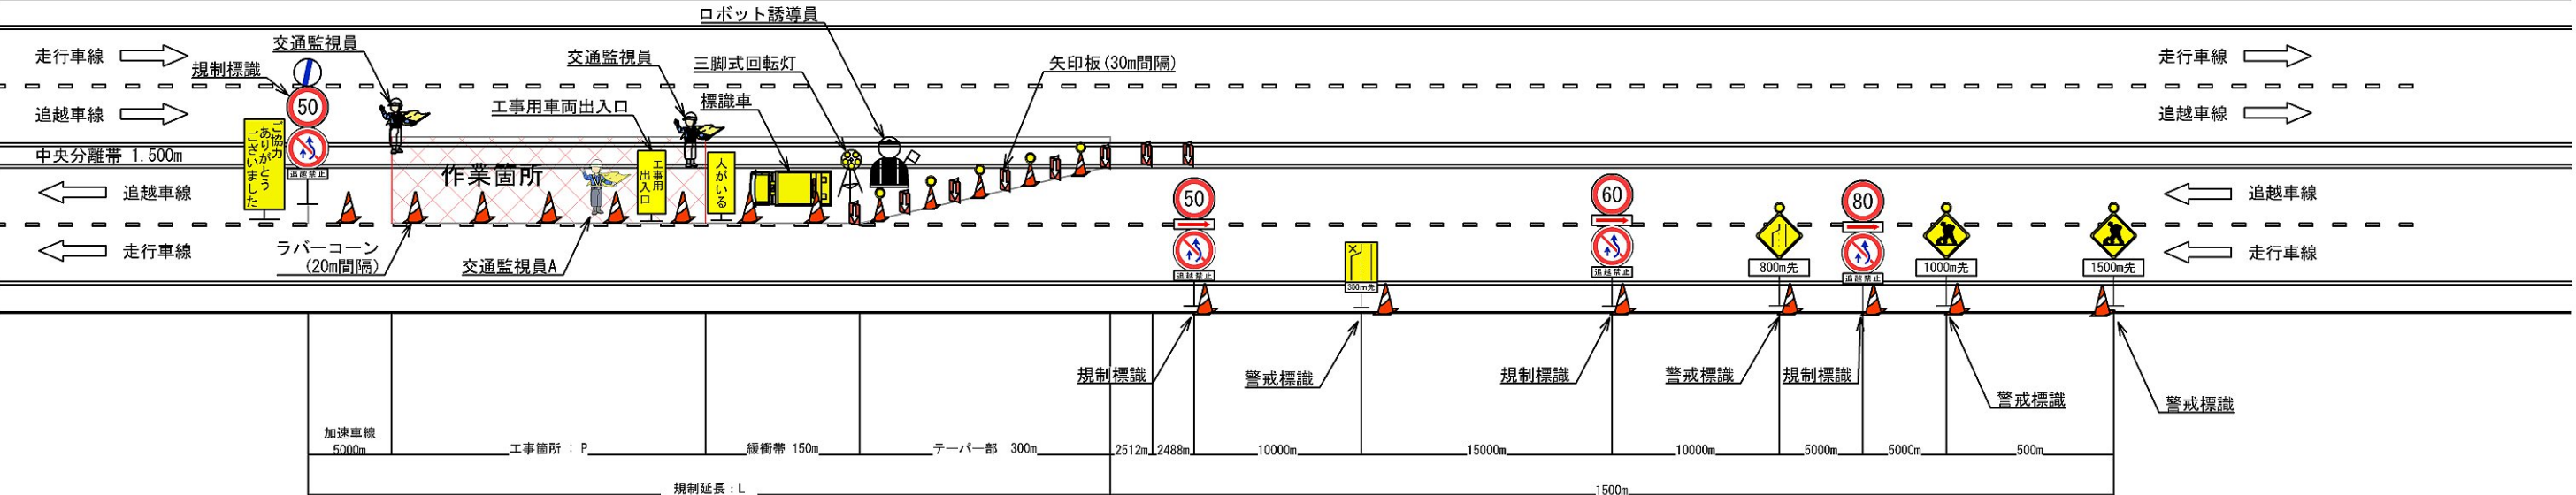 ロボット誘導員
走行車線
交通監視員
交通監視員
三脚式回転灯
矢印板(30m間隔)
走行車線
規制標識
50
追越車線
工事用車両出入口
標識車
追越車線
ご協力
ありがとう
ございました
追越禁止
中央分離帯 1.500m
作業箇所
工事用
出入口
人がいる
追越車線
50
追越禁止
60
追越禁止
80
追越禁止
追越車線
走行車線
ラバーコーン
(20m間隔)
交通監視員A
300m先
800m先
1000m先
1500m先
走行車線
規制標識
警戒標識
規制標識
警戒標識
規制標識
警戒標識
警戒標識
加速車線
5000m
工事箇所:P
緩衝帯 150m
テーパー部 300m
2512m
2488m
10000m
15000m
10000m
5000m
5000m
500m
規制延長:L
1500m